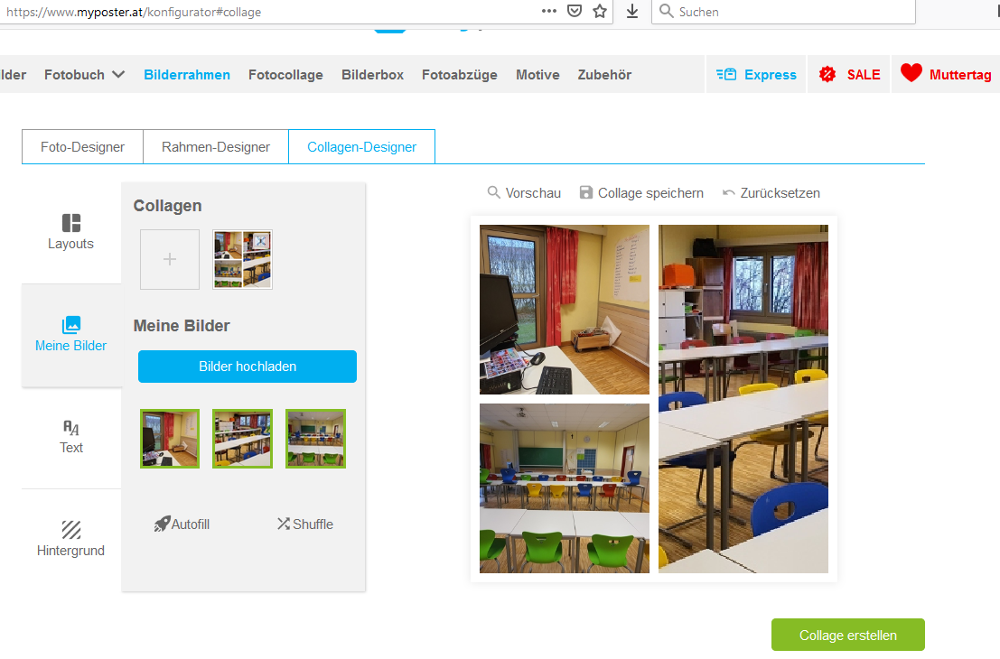 https://www.myposter.at/konfigurator#collage
Suchen
lder Fotobuch Bilderrahmen Fotocollage Bilderbox Fotoabzüge Motive Zubehör Express SALE Muttertag
Foto-Designer Rahmen-Designer Collagen-Designer
Layouts
Meine Bilder
Text
Hintergrund
Collagen
Meine Bilder
Bilder hochladen
Autofill Shuffle
Vorschau Collage speichern Zurücksetzen
Collage erstellen